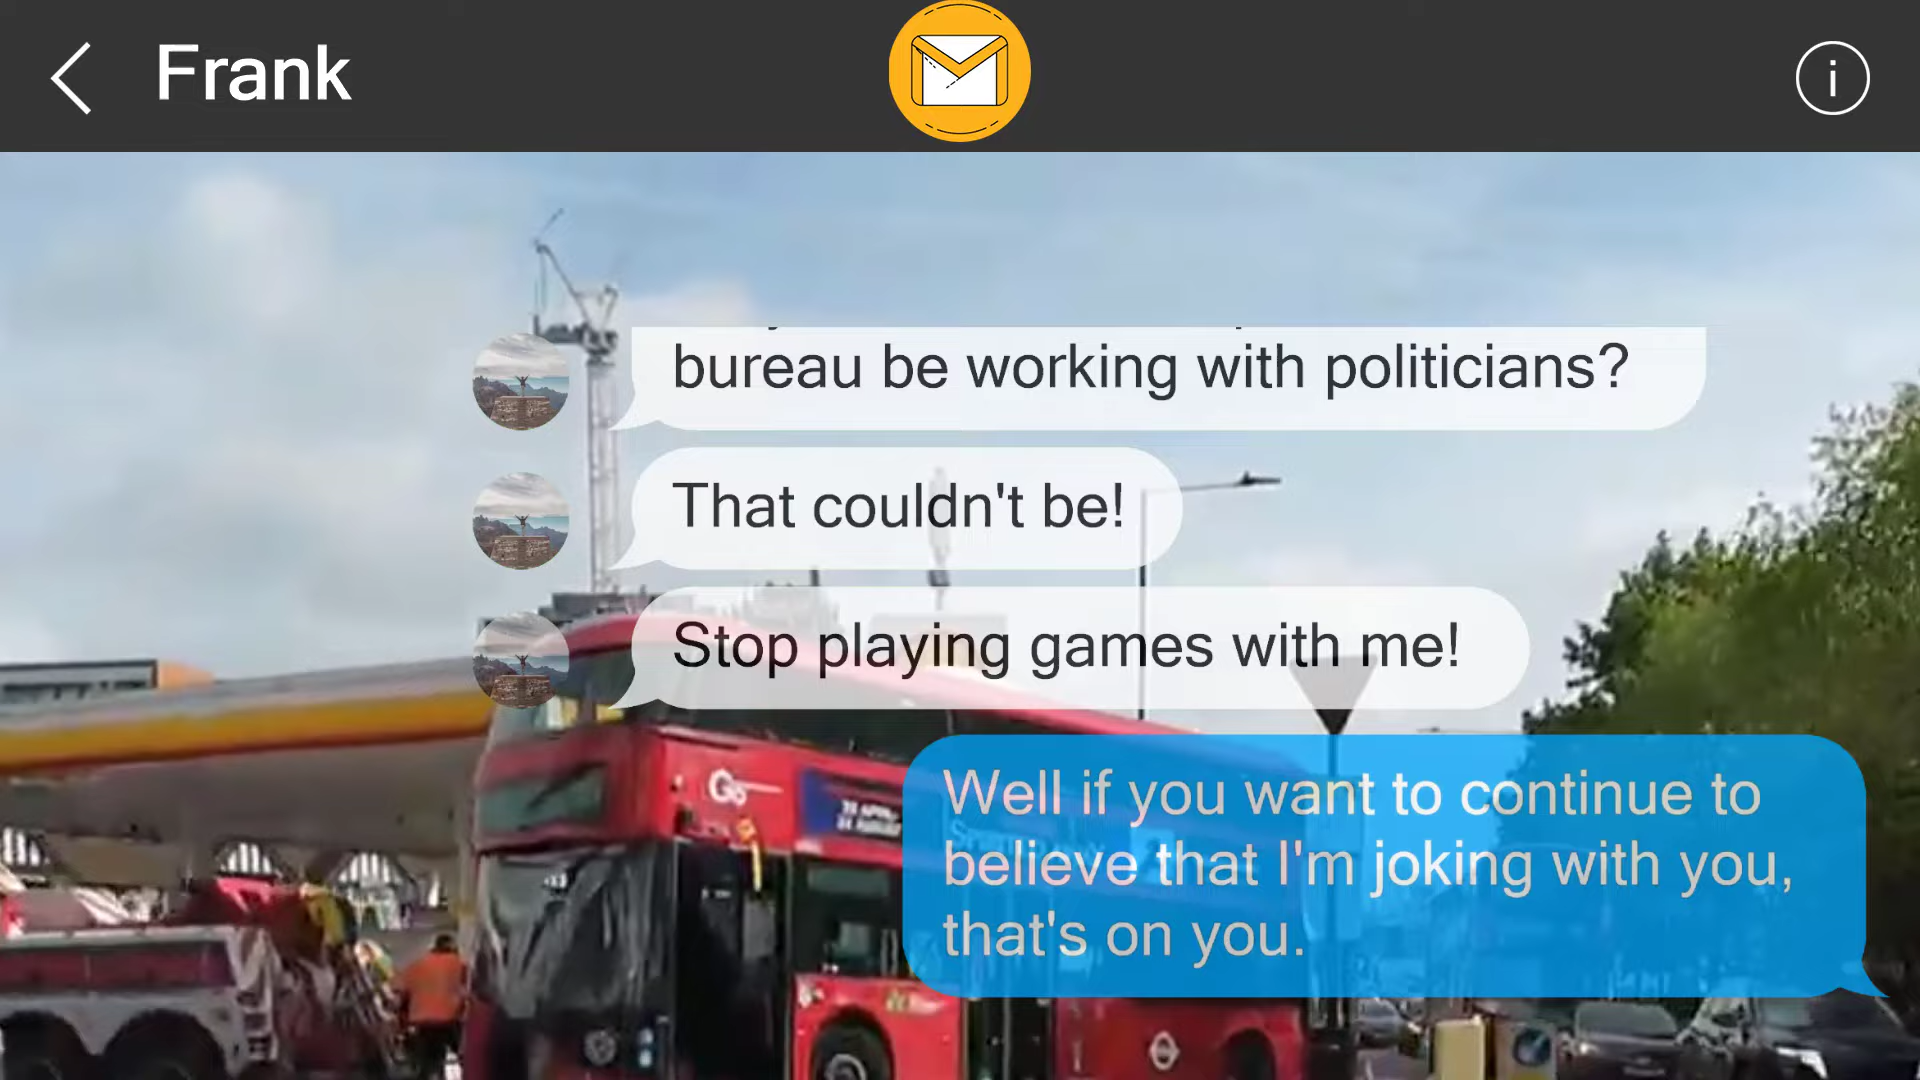 Frank
i
bureau be working with politicians?
That couldn't be!
Stop playing games with me!
Well if you want to continue to
believe that I'm joking with you,
that's on you.
Go